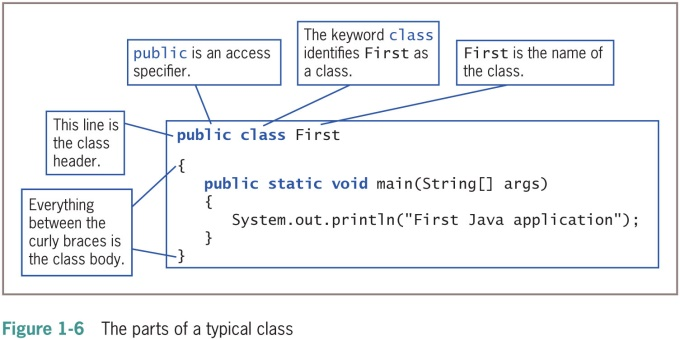 public is an access
specifier.
The keyword class
identifies First as
a class.
First is the name of
the class.
This line is
the class
header.
public class First
{
public static void main(String[] args)
{
System.out.println("First Java application");
}
}
Everything
between the
curly braces is
the class body.
Figure 1-6 The parts of a typical class